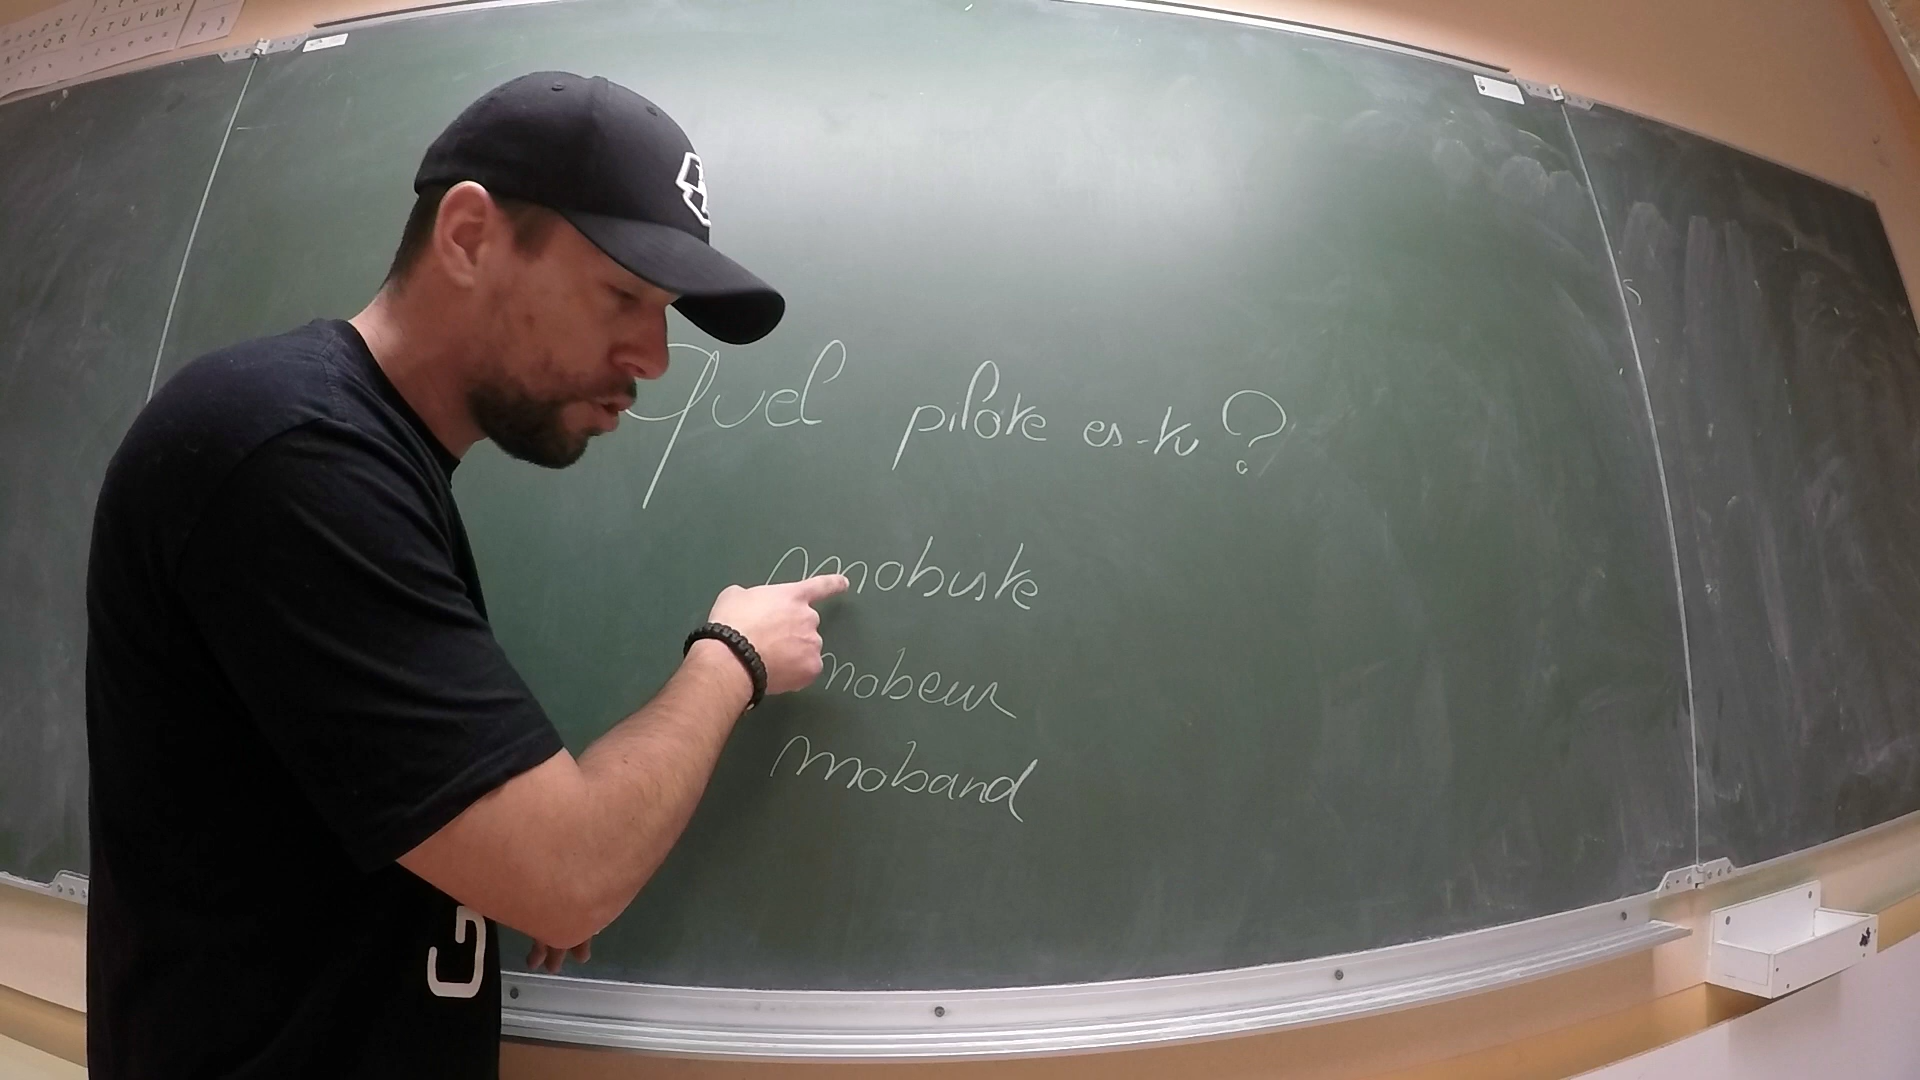 S T U V W X
Quel pilote es-tu ?
mobuste
mobeur
moband